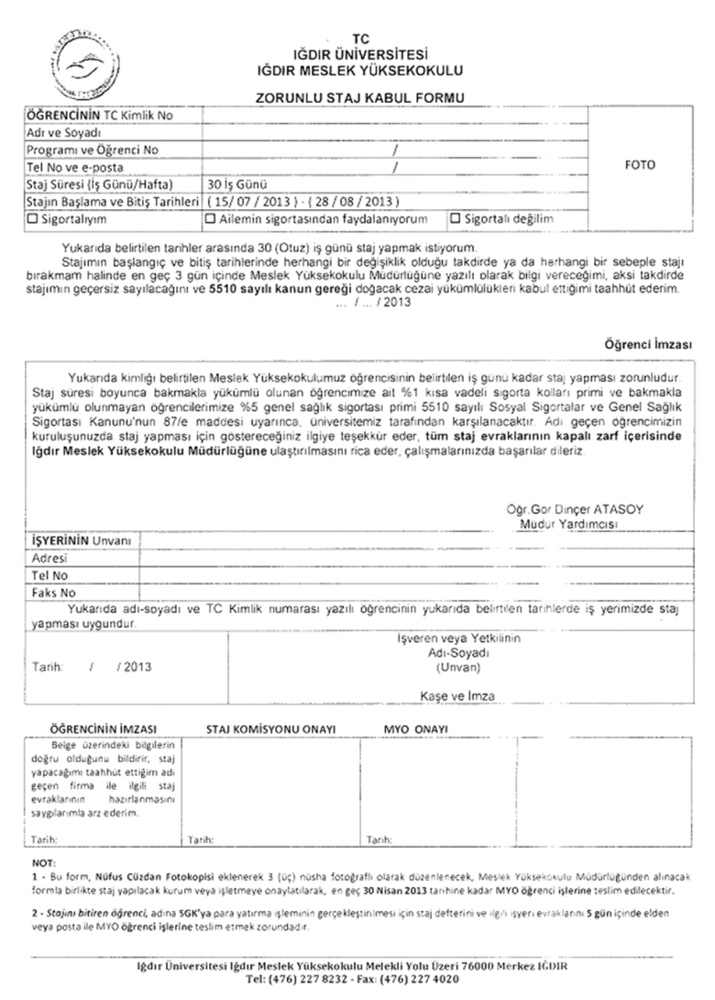 TC
IĞDIR ÜNİVERSİTESİ
IĞDIR MESLEK YÜKSEKOKULU
ZORUNLU STAJ KABUL FORMU
ÖĞRENCİNİN TC Kimlik No
Adı ve Soyadı
Programı ve Öğrenci No /
Tel No ve e-posta /
FOTO
Staj Süresi (İş Günü/Hafta) 30 İş Günü
Stajın Başlama ve Bitiş Tarihleri ( 15/ 07 / 2013 ) - ( 28 / 08 / 2013 )
☐ Sigortalıyım ☐ Ailemin sigortasından faydalanıyorum ☐ Sigortalı değilim
Yukarıda belirtilen tarihler arasında 30 (Otuz) iş günü staj yapmak istiyorum.
Stajımın başlangıç ve bitiş tarihlerinde herhangi bir değişiklik olduğu takdirde ya da herhangi bir sebeple stajı
bırakmam halinde en geç 3 gün içinde Meslek Yüksekokulu Müdürlüğüne yazılı olarak bilgi vereceğimi, aksi takdirde
stajımın geçersiz sayılacağını ve 5510 sayılı kanun gereği doğacak cezai yükümlülükleri kabul ettiğimi taahhüt ederim.
... / ... / 2013
Öğrenci İmzası
Yukarıda kimliği belirtilen Meslek Yüksekokulumuz öğrencisinin belirtilen iş günü kadar staj yapması zorunludur.
Staj süresi boyunca bakmakla yükümlü olunan öğrencimize ait %1 kısa vadeli sigorta kolları primi ve bakmakla
yükümlü olunmayan öğrencilerimize %5 genel sağlık sigortası primi 5510 sayılı Sosyal Sigortalar ve Genel Sağlık
Sigortası Kanunu'nun 87/e maddesi uyarınca, üniversitemiz tarafından karşılanacaktır. Adı geçen öğrencimizin
kuruluşunuzda staj yapması için göstereceğiniz ilgiye teşekkür eder, tüm staj evraklarının kapalı zarf içerisinde
Iğdır Meslek Yüksekokulu Müdürlüğüne ulaştırılmasını rica eder, çalışmalarınızda başarılar dileriz.
Öğr.Gör Dinçer ATASOY
Müdür Yardımcısı
İŞYERİNİN Unvanı
Adresi
Tel No
Faks No
Yukarıda adı-soyadı ve TC Kimlik numarası yazılı öğrencinin yukarıda belirtilen tarihlerde iş yerimizde staj
yapması uygundur.
İşveren veya Yetkilinin
Adı-Soyadı
Tarih: / / 2013 (Unvan)
Kaşe ve İmza
ÖĞRENCİNİN İMZASI STAJ KOMİSYONU ONAYI MYO ONAYI
Belge üzerindeki bilgilerin
doğru olduğunu bildirir, staj
yapacağımı taahhüt ettiğim adı
geçen firma ile ilgili staj
evraklarının hazırlanmasını
saygılarımla arz ederim.
Tarih: Tarih: Tarih:
NOT:
1 - Bu form, Nüfus Cüzdan Fotokopisi eklenerek 3 (üç) nüsha fotoğraflı olarak düzenlenecek, Meslek Yüksekokulu Müdürlüğünden alınacak
formla birlikte staj yapılacak kurum veya işletmeye onaylatılarak, en geç 30 Nisan 2013 tarihine kadar MYO öğrenci işlerine teslim edilecektir.
2 - Stajını bitiren öğrenci, adına SGK'ya para yatırma işleminin gerçekleştirilmesi için staj defterini ve ilgili işyeri evraklarını 5 gün içinde elden
veya posta ile MYO öğrenci işlerine teslim etmek zorundadır.
Iğdır Üniversitesi Iğdır Meslek Yüksekokulu Melekli Yolu Üzeri 76000 Merkez IĞDIR
Tel: (476) 227 8232 - Fax: (476) 227 4020